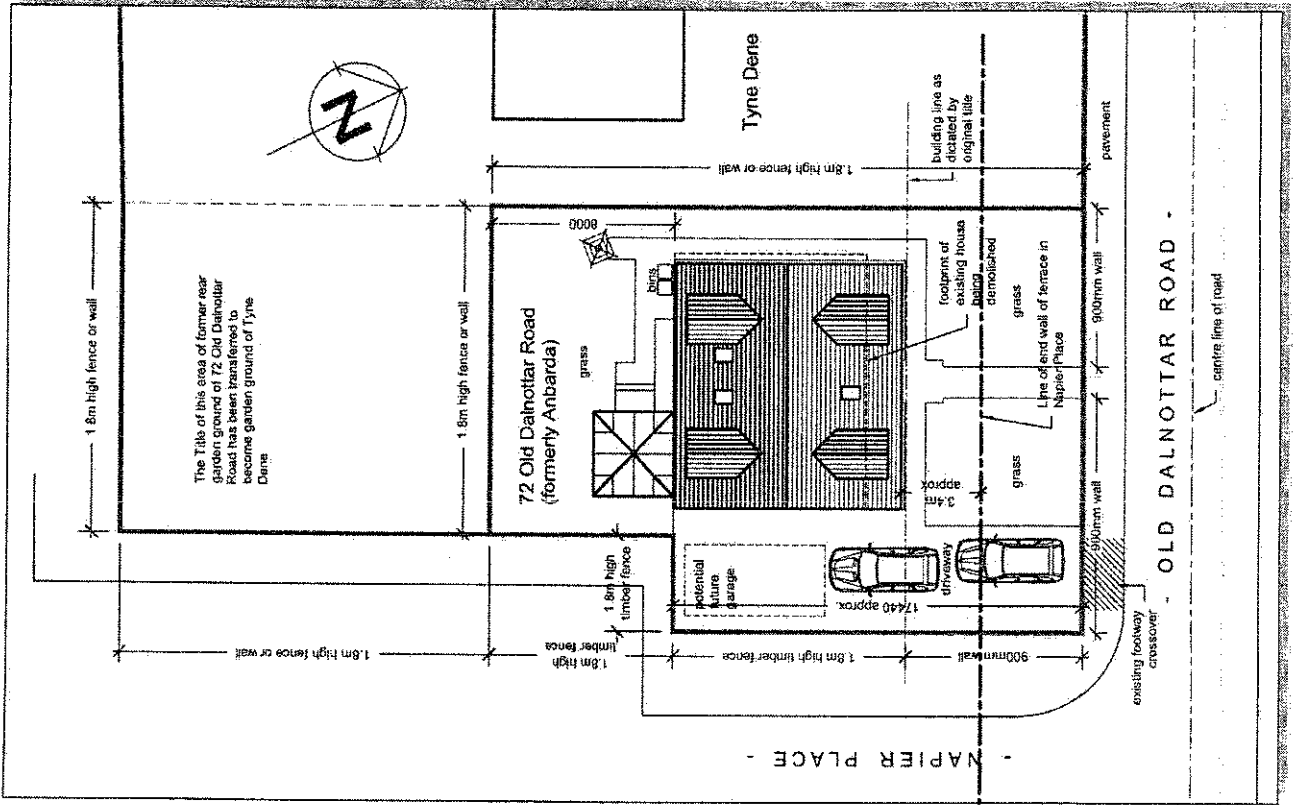 1.8m high fence or wall
The Title of this area of former rear
garden ground of 72 Old Dalnottar
Road has been transferred to
become garden ground of Tyne
Dene
N
Tyne Dene
1.8m high fence or wall
1.8m high fence or wall
72 Old Dalnottar Road
(formerly Anbarda)
8000
bins
grass
building line as
dictated by
original title
footprint of
existing house
being
demolished
grass
grass
Line of end wall of terrace in
Napier Place
3.4m
approx
1.8m high
timber fence
potential
future
garage
driveway
17440 approx.
1.8m high fence or wall
1.8m high
timber fence
1.8m high timber fence
900mm wall
900mm wall
900mm wall
pavement
existing footway
crossover
- OLD DALNOTTAR ROAD -
centre line of road
- NAPIER PLACE -